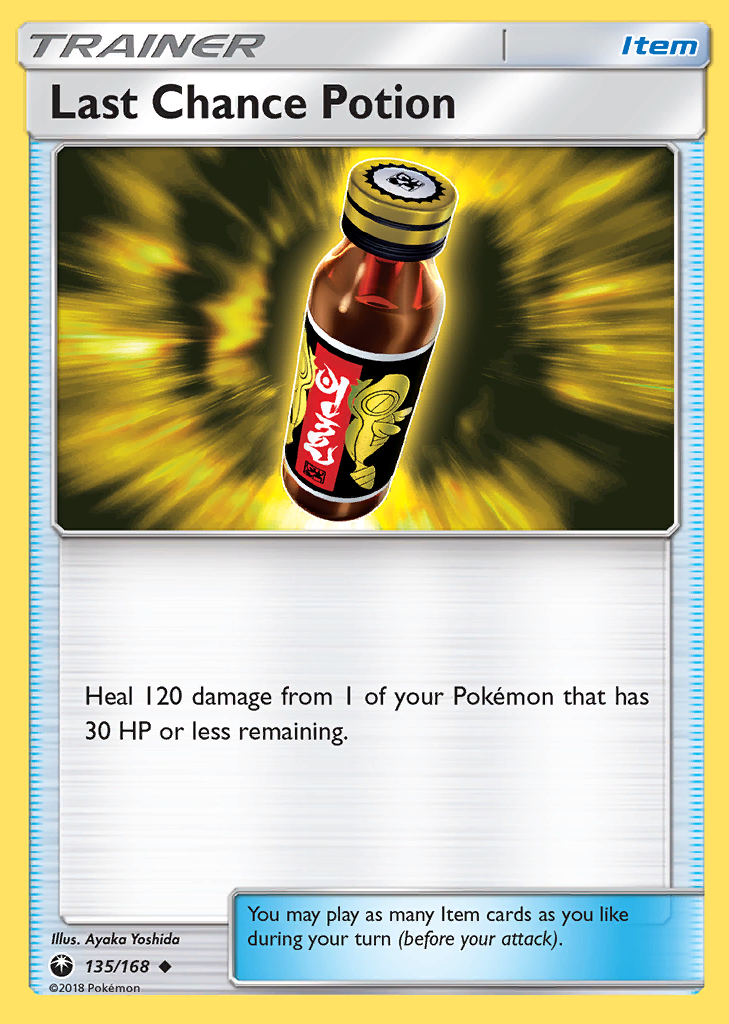 TRAINER
Item
Last Chance Potion
Heal 120 damage from 1 of your Pokémon that has
30 HP or less remaining.
Illus. Ayaka Yoshida
135/168
©2018 Pokémon
You may play as many Item cards as you like
during your turn (before your attack).